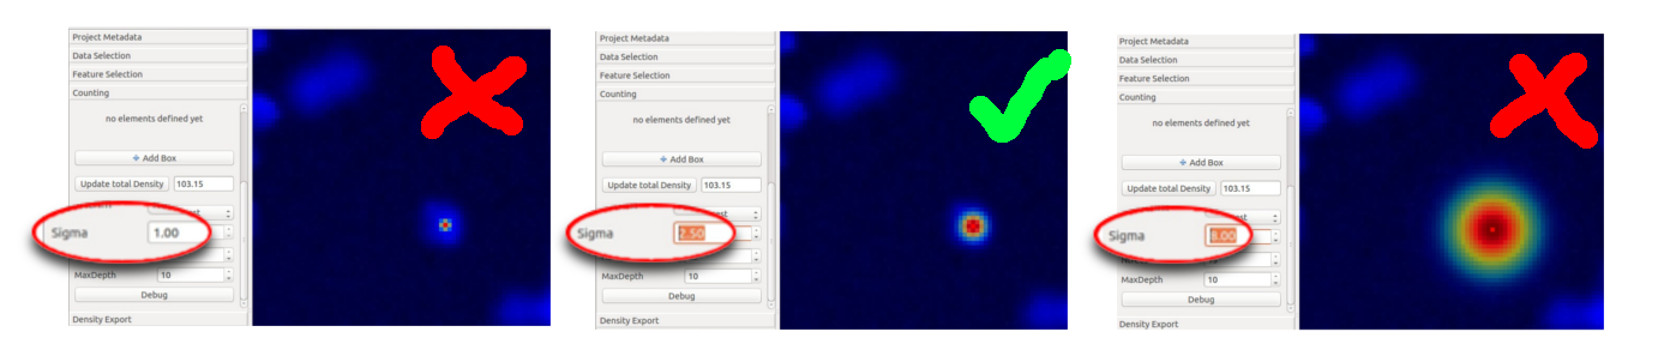 Project Metadata
Data Selection
Feature Selection
Counting
no elements defined yet
Add Box
Update total Density 103.15
Sigma 1.00
MaxDepth 10
Debug
Density Export
Project Metadata
Data Selection
Feature Selection
Counting
no elements defined yet
Add Box
Update total Density 103.15
Sigma 2.50
MaxDepth 10
Debug
Density Export
Project Metadata
Data Selection
Feature Selection
Counting
no elements defined yet
Add Box
Update total Density 103.15
Sigma 8.00
MaxDepth 10
Debug
Density Export